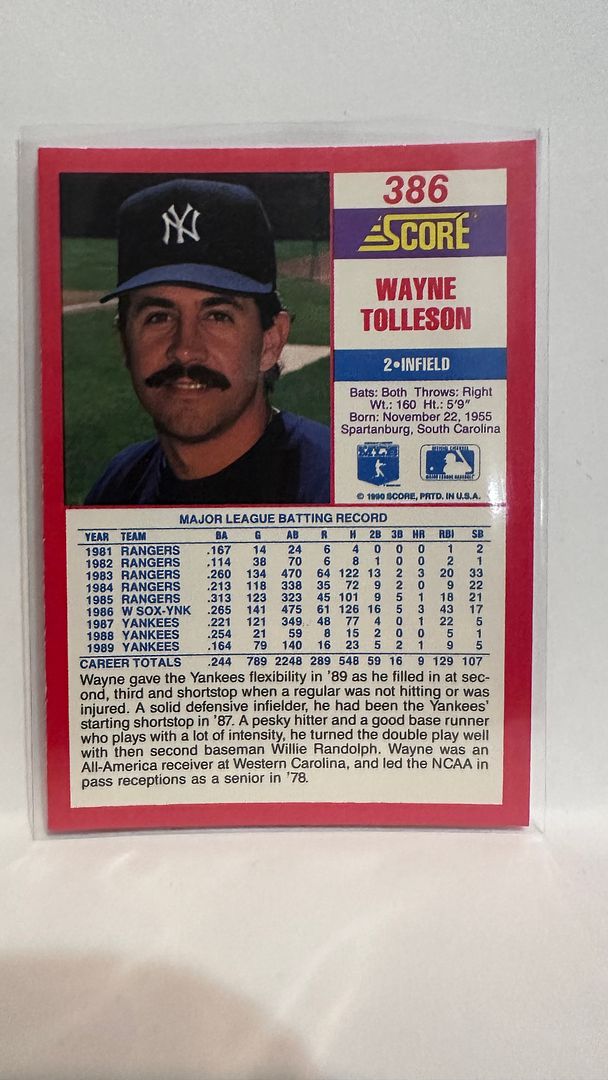 386
SCORE
WAYNE
TOLLESON
2•INFIELD
Bats: Both Throws: Right
Wt.: 160 Ht.: 5'9"
Born: November 22, 1955
Spartanburg, South Carolina
© 1990 SCORE, PRTD. IN U.S.A.
MAJOR LEAGUE BATTING RECORD
YEAR TEAM BA G AB R H 2B 3B HR RBI SB
1981 RANGERS .167 14 24 6 4 0 0 0 1 2
1982 RANGERS .114 38 70 6 8 1 0 0 2 1
1983 RANGERS .260 134 470 64 122 13 2 3 20 33
1984 RANGERS .213 118 338 35 72 9 2 0 9 22
1985 RANGERS .313 123 323 45 101 9 5 1 18 21
1986 W SOX-YNK .265 141 475 61 126 16 5 3 43 17
1987 YANKEES .221 121 349 48 77 4 0 1 22 5
1988 YANKEES .254 21 59 8 15 2 0 0 5 1
1989 YANKEES .164 79 140 16 23 5 2 1 9 5
CAREER TOTALS .244 789 2248 289 548 59 16 9 129 107
Wayne gave the Yankees flexibility in '89 as he filled in at sec-
ond, third and shortstop when a regular was not hitting or was
injured. A solid defensive infielder, he had been the Yankees'
starting shortstop in '87. A pesky hitter and a good base runner
who plays with a lot of intensity, he turned the double play well
with then second baseman Willie Randolph. Wayne was an
All-America receiver at Western Carolina, and led the NCAA in
pass receptions as a senior in '78.